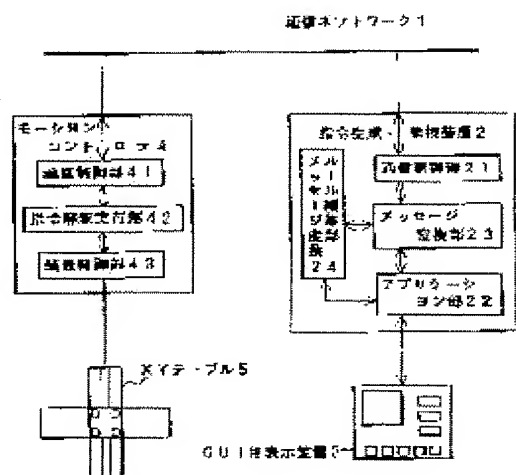 通信ネットワーク1
モーション
コントローラ4
通信制御部41
指令解釈実行部42
装置制御部43
XYテーブル5
指令生成・監視装置2
通信制御部21
メッセージ
変換部23
アプリケーシ
ョン部22
GUI用表示装置3